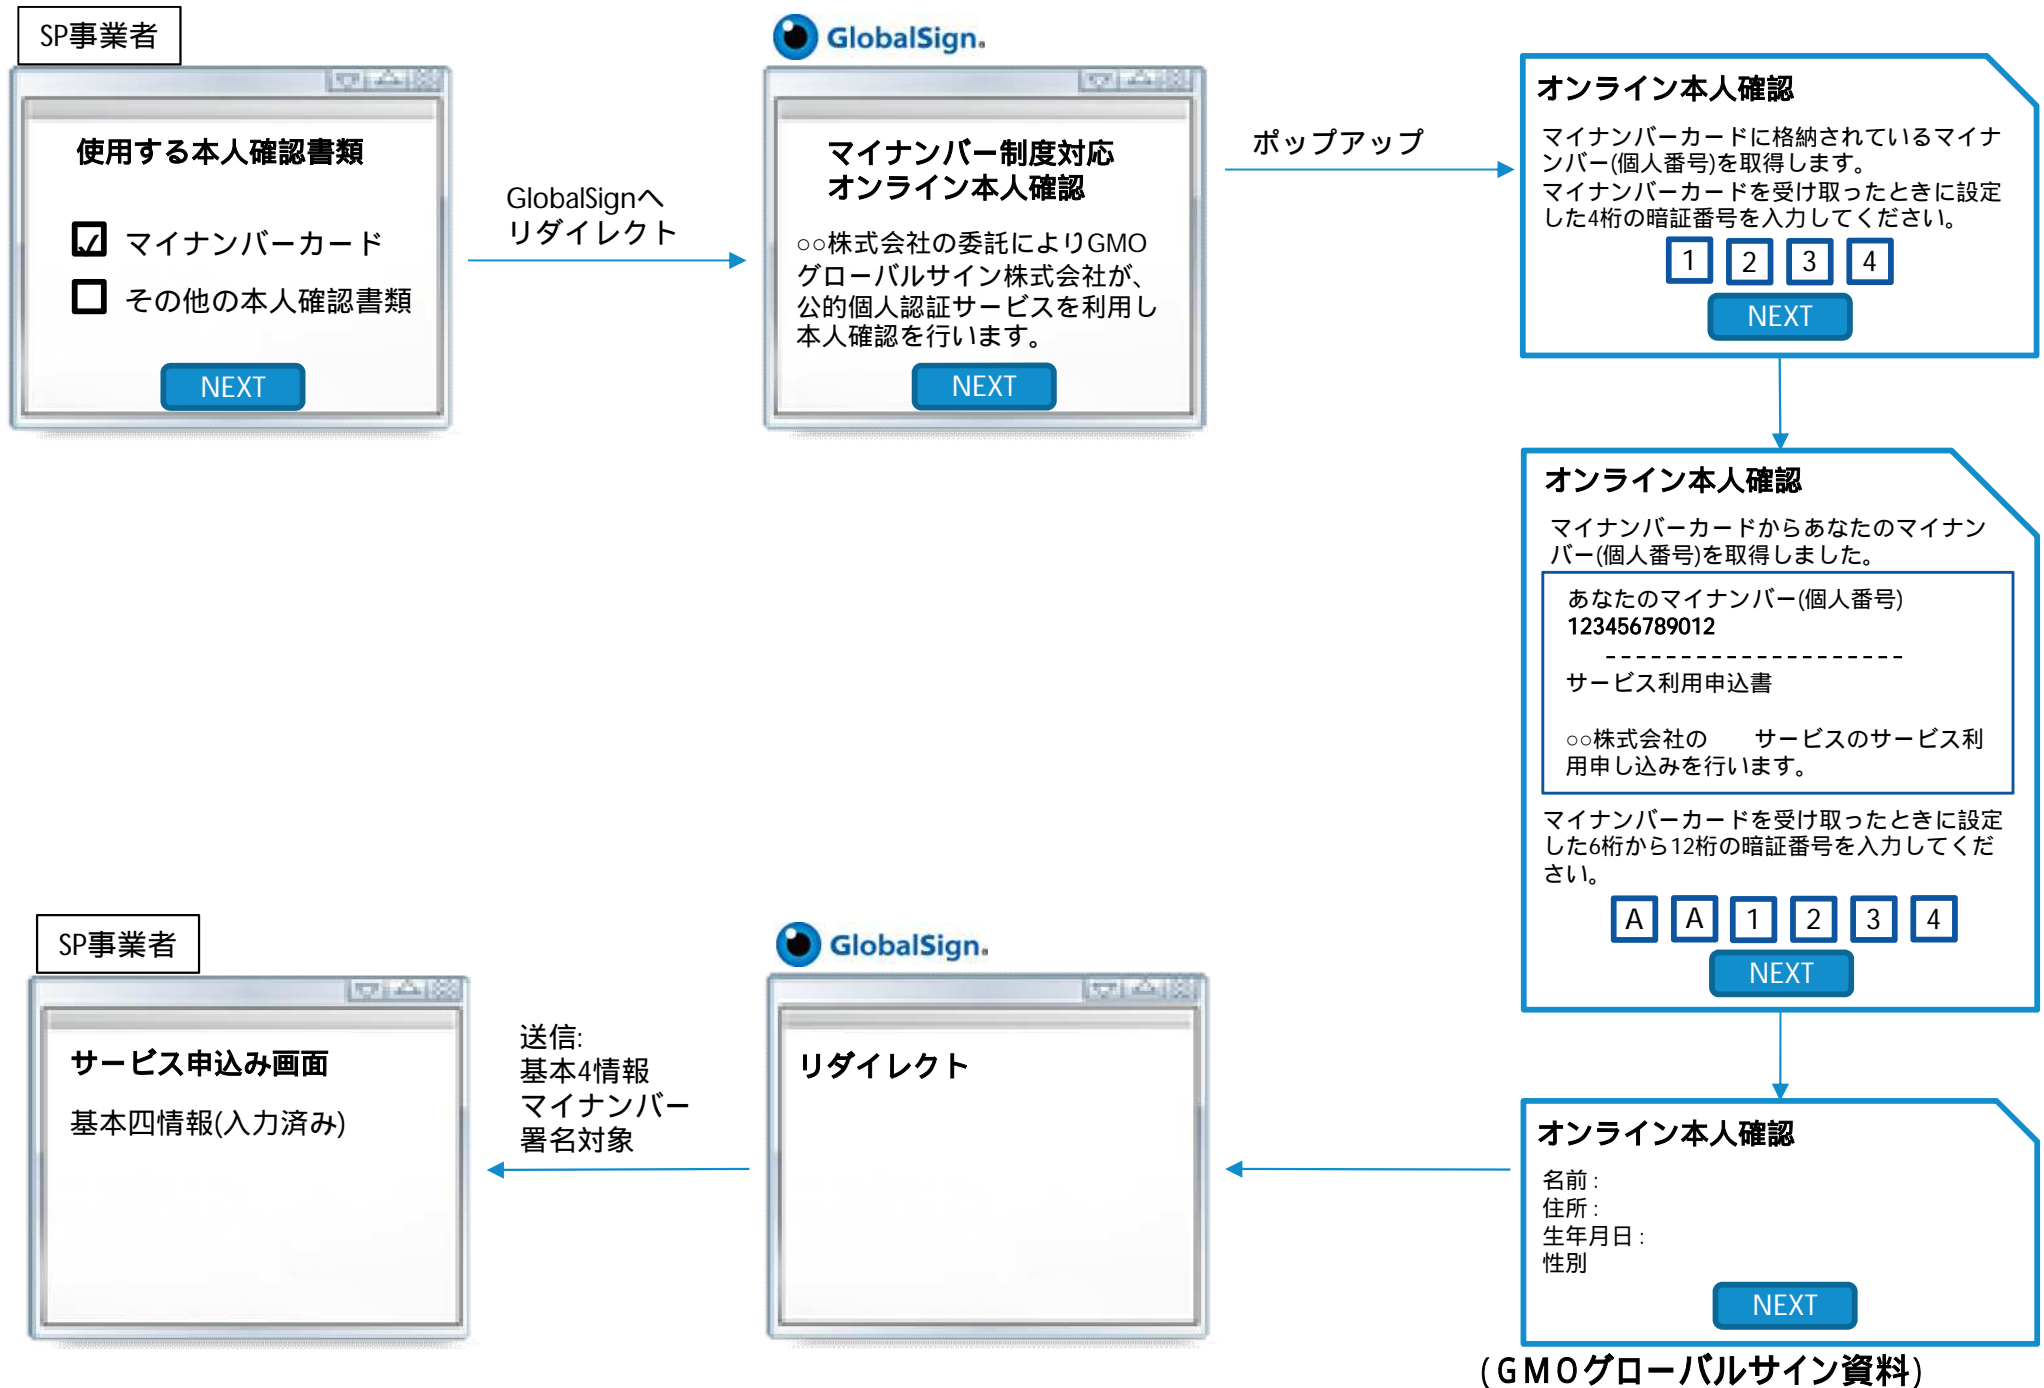 SP事業者
使用する本人確認書類
マイナンバーカード
その他の本人確認書類
NEXT
GlobalSignへ
リダイレクト
GlobalSign.
マイナンバー制度対応
オンライン本人確認
○○株式会社の委託によりGMO
グローバルサイン株式会社が、
公的個人認証サービスを利用し
本人確認を行います。
NEXT
ポップアップ
オンライン本人確認
マイナンバーカードに格納されているマイナ
ンバー(個人番号)を取得します。
マイナンバーカードを受け取ったときに設定
した4桁の暗証番号を入力してください。
1 2 3 4
NEXT
オンライン本人確認
マイナンバーカードからあなたのマイナン
バー(個人番号)を取得しました。
あなたのマイナンバー(個人番号)
123456789012
--------------------
サービス利用申込書
○○株式会社の　　サービスのサービス利
用申し込みを行います。
マイナンバーカードを受け取ったときに設定
した6桁から12桁の暗証番号を入力してくだ
さい。
A A 1 2 3 4
NEXT
オンライン本人確認
名前 :
住所 :
生年月日 :
性別
NEXT
GlobalSign.
リダイレクト
送信:
基本4情報
マイナンバー
署名対象
SP事業者
サービス申込み画面
基本四情報(入力済み)
(GMOグローバルサイン資料)